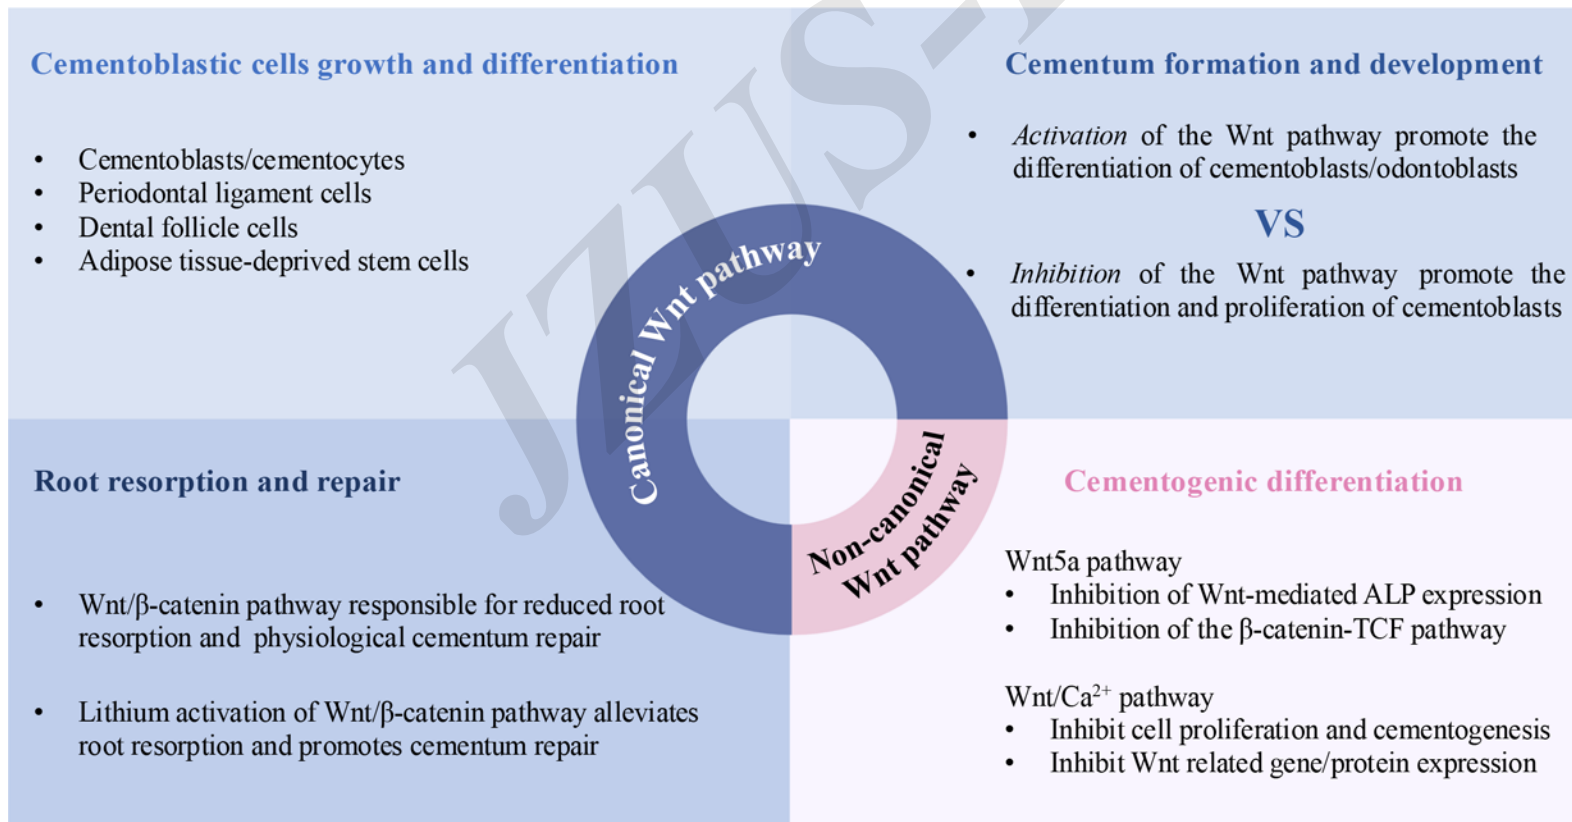 Cementoblastic cells growth and differentiation
• Cementoblasts/cementocytes
• Periodontal ligament cells
• Dental follicle cells
• Adipose tissue-deprived stem cells
Cementum formation and development
• Activation of the Wnt pathway promote the
differentiation of cementoblasts/odontoblasts
VS
• Inhibition of the Wnt pathway promote the
differentiation and proliferation of cementoblasts
Canonical Wnt pathway
Non-canonical
Wnt pathway
Root resorption and repair
• Wnt/β-catenin pathway responsible for reduced root
resorption and physiological cementum repair
• Lithium activation of Wnt/β-catenin pathway alleviates
root resorption and promotes cementum repair
Cementogenic differentiation
Wnt5a pathway
• Inhibition of Wnt-mediated ALP expression
• Inhibition of the β-catenin-TCF pathway
Wnt/Ca²⁺ pathway
• Inhibit cell proliferation and cementogenesis
• Inhibit Wnt related gene/protein expression
JZUS-